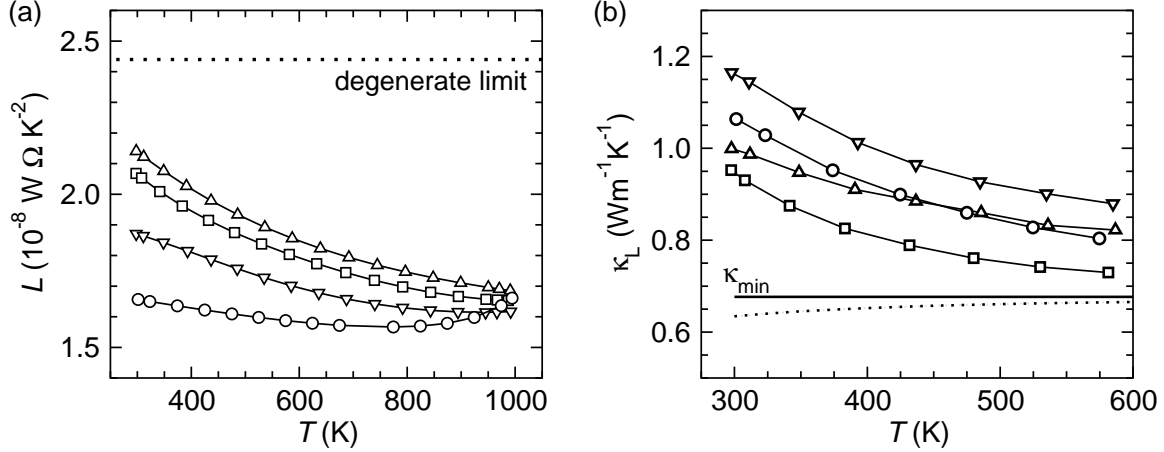 (a)
2.5
2.0
1.5
L (10⁻⁸ W Ω K⁻²)
degenerate limit
400
600
800
1000
T (K)
(b)
1.2
1.0
0.8
0.6
κL (Wm⁻¹K⁻¹)
κmin
300
400
500
600
T (K)